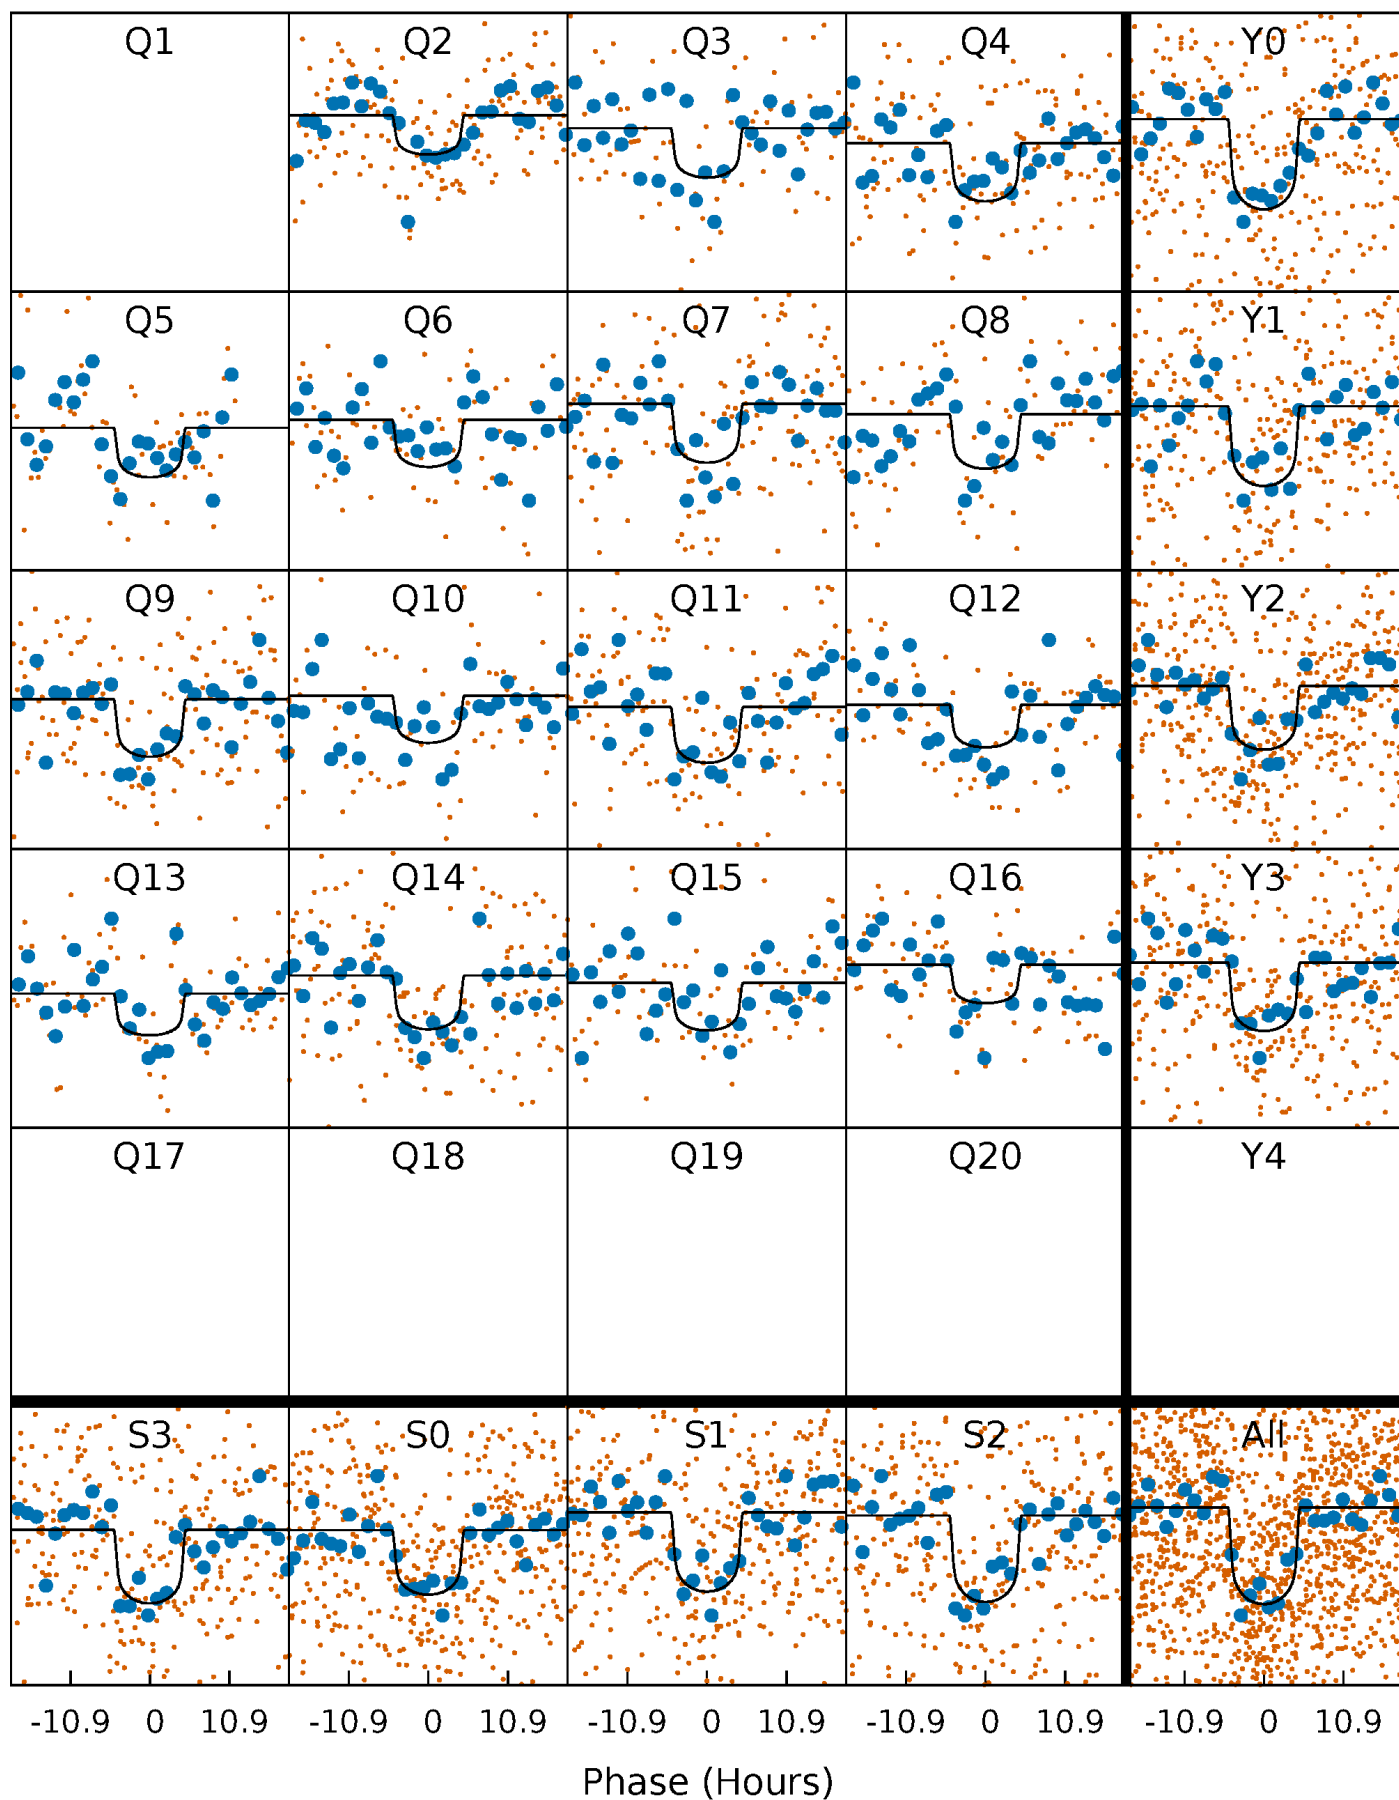 Q1 Q2 Q3 Q4 Y0
Q5 Q6 Q7 Q8 Y1
Q9 Q10 Q11 Q12 Y2
Q13 Q14 Q15 Q16 Y3
Q17 Q18 Q19 Q20 Y4
S3 S0 S1 S2 All
-10.9 0 10.9 -10.9 0 10.9 -10.9 0 10.9 -10.9 0 10.9 -10.9 0 10.9
Phase (Hours)